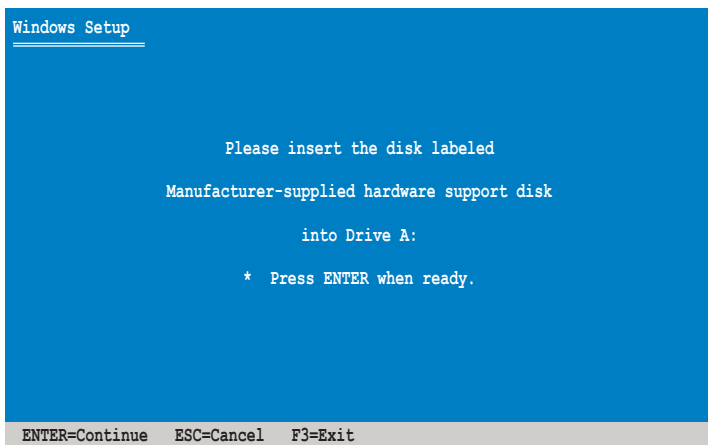 Windows Setup
Please insert the disk labeled
Manufacturer-supplied hardware support disk
into Drive A:
* Press ENTER when ready.
ENTER=Continue ESC=Cancel F3=Exit